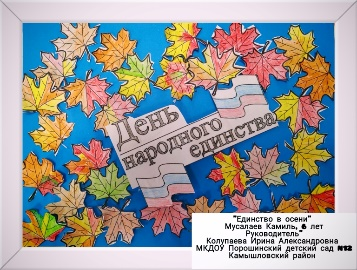 День
народного
единства
"Единство в осени"
Мусалаев Камиль, 6 лет
Руководитель"
Колупаева Ирина Александровна
МКДОУ Порошинский детский сад №12
Камышловский район